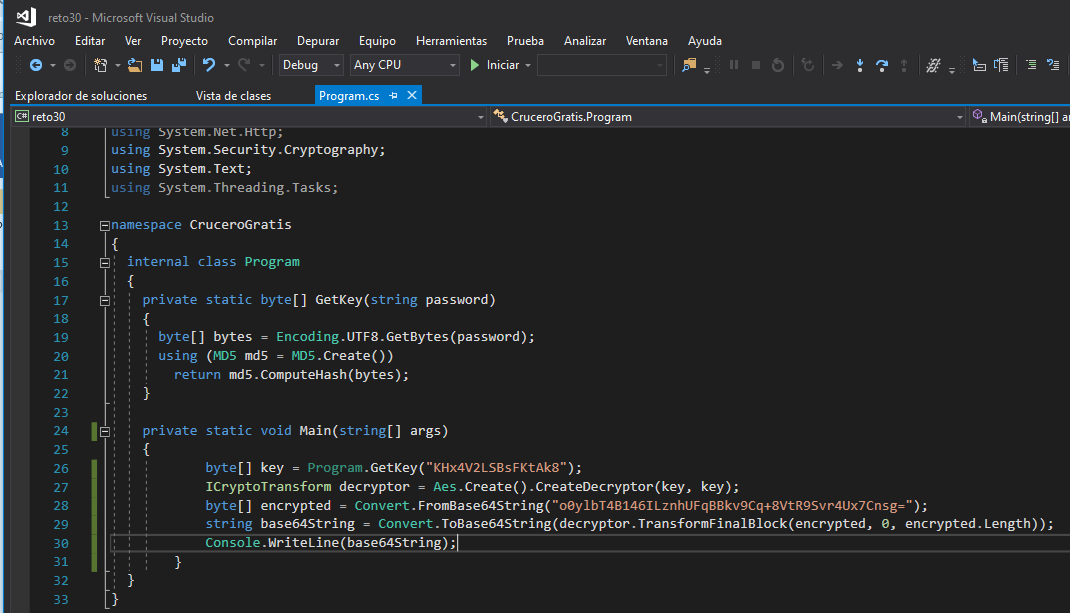 reto30 - Microsoft Visual Studio
Archivo Editar Ver Proyecto Compilar Depurar Equipo Herramientas Prueba Analizar Ventana Ayuda
Debug Any CPU Iniciar
Explorador de soluciones Vista de clases Program.cs
C# reto30 CruceroGratis.Program Main(string[] a
8 using System.Net.Http;
9 using System.Security.Cryptography;
10 using System.Text;
11 using System.Threading.Tasks;
12
13 namespace CruceroGratis
14 {
15 internal class Program
16 {
17 private static byte[] GetKey(string password)
18 {
19 byte[] bytes = Encoding.UTF8.GetBytes(password);
20 using (MD5 md5 = MD5.Create())
21 return md5.ComputeHash(bytes);
22 }
23
24 private static void Main(string[] args)
25 {
26 byte[] key = Program.GetKey("KHx4V2LSBsFKtAk8");
27 ICryptoTransform decryptor = Aes.Create().CreateDecryptor(key, key);
28 byte[] encrypted = Convert.FromBase64String("o0ylbT4B146ILznhUFqBBkv9Cq+8VtR9Svr4Ux7Cnsg=");
29 string base64String = Convert.ToBase64String(decryptor.TransformFinalBlock(encrypted, 0, encrypted.Length));
30 Console.WriteLine(base64String);
31 }
32 }
33 }